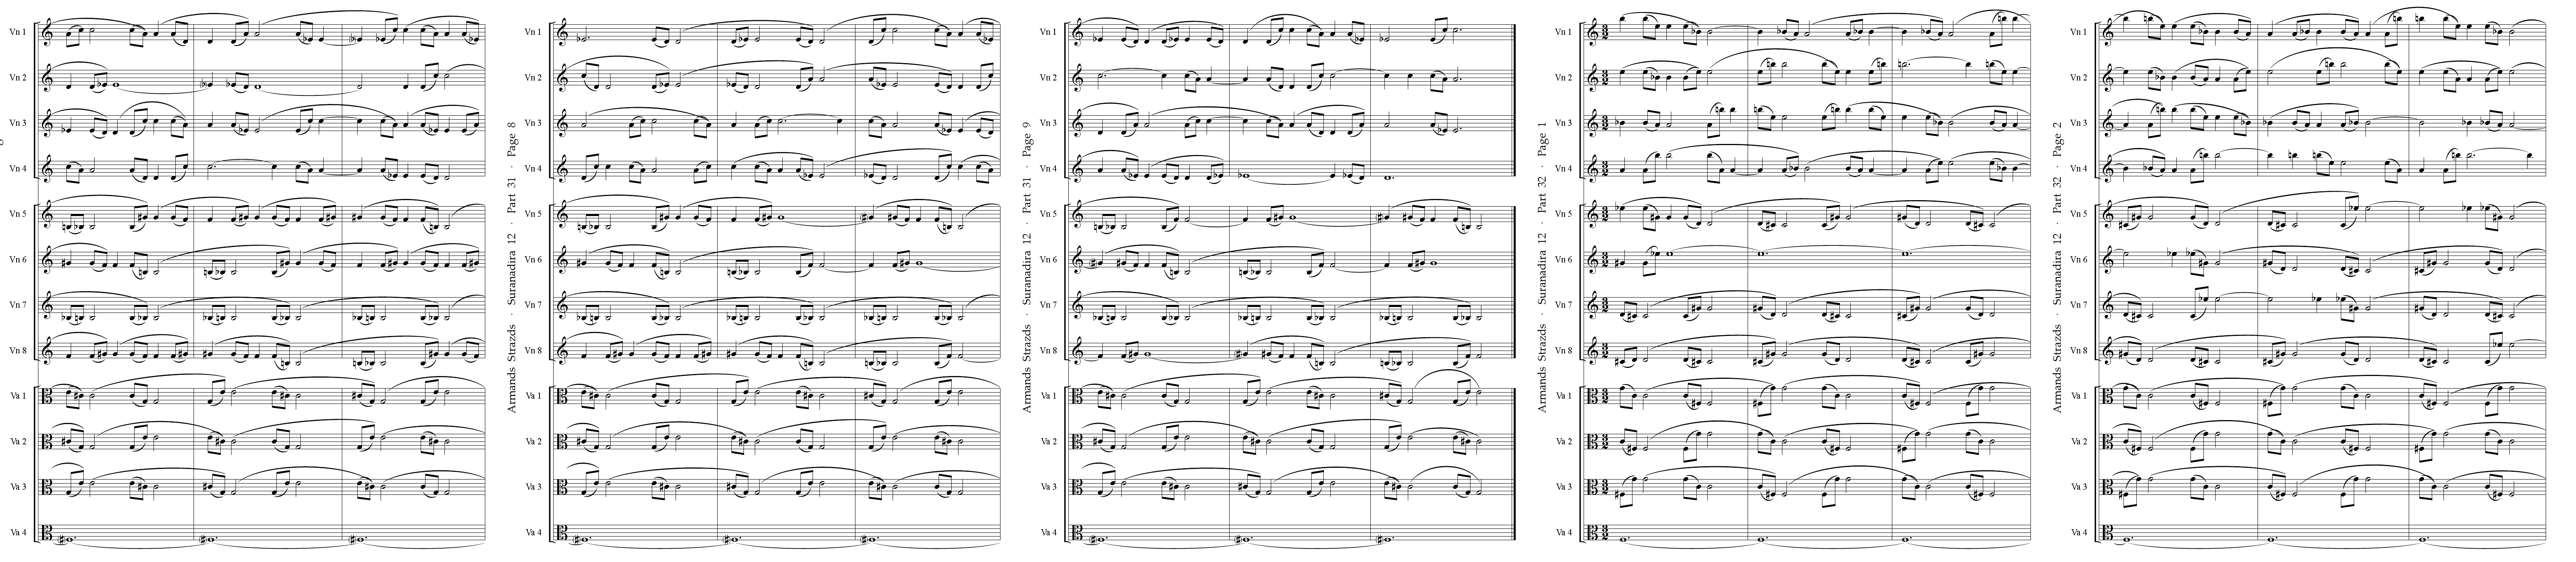 Vn 1
Vn 2
Vn 3
Vn 4
Vn 5
Vn 6
Vn 7
Vn 8
Va 1
Va 2
Va 3
Va 4
Armands Strazds · Suranadira 12 · Part 31 · Page 8
Vn 1
Vn 2
Vn 3
Vn 4
Vn 5
Vn 6
Vn 7
Vn 8
Va 1
Va 2
Va 3
Va 4
Armands Strazds · Suranadira 12 · Part 31 · Page 9
Vn 1
Vn 2
Vn 3
Vn 4
Vn 5
Vn 6
Vn 7
Vn 8
Va 1
Va 2
Va 3
Va 4
Armands Strazds · Suranadira 12 · Part 32 · Page 1
Vn 1
Vn 2
Vn 3
Vn 4
Vn 5
Vn 6
Vn 7
Vn 8
Va 1
Va 2
Va 3
Va 4
Armands Strazds · Suranadira 12 · Part 32 · Page 2
Vn 1
Vn 2
Vn 3
Vn 4
Vn 5
Vn 6
Vn 7
Vn 8
Va 1
Va 2
Va 3
Va 4